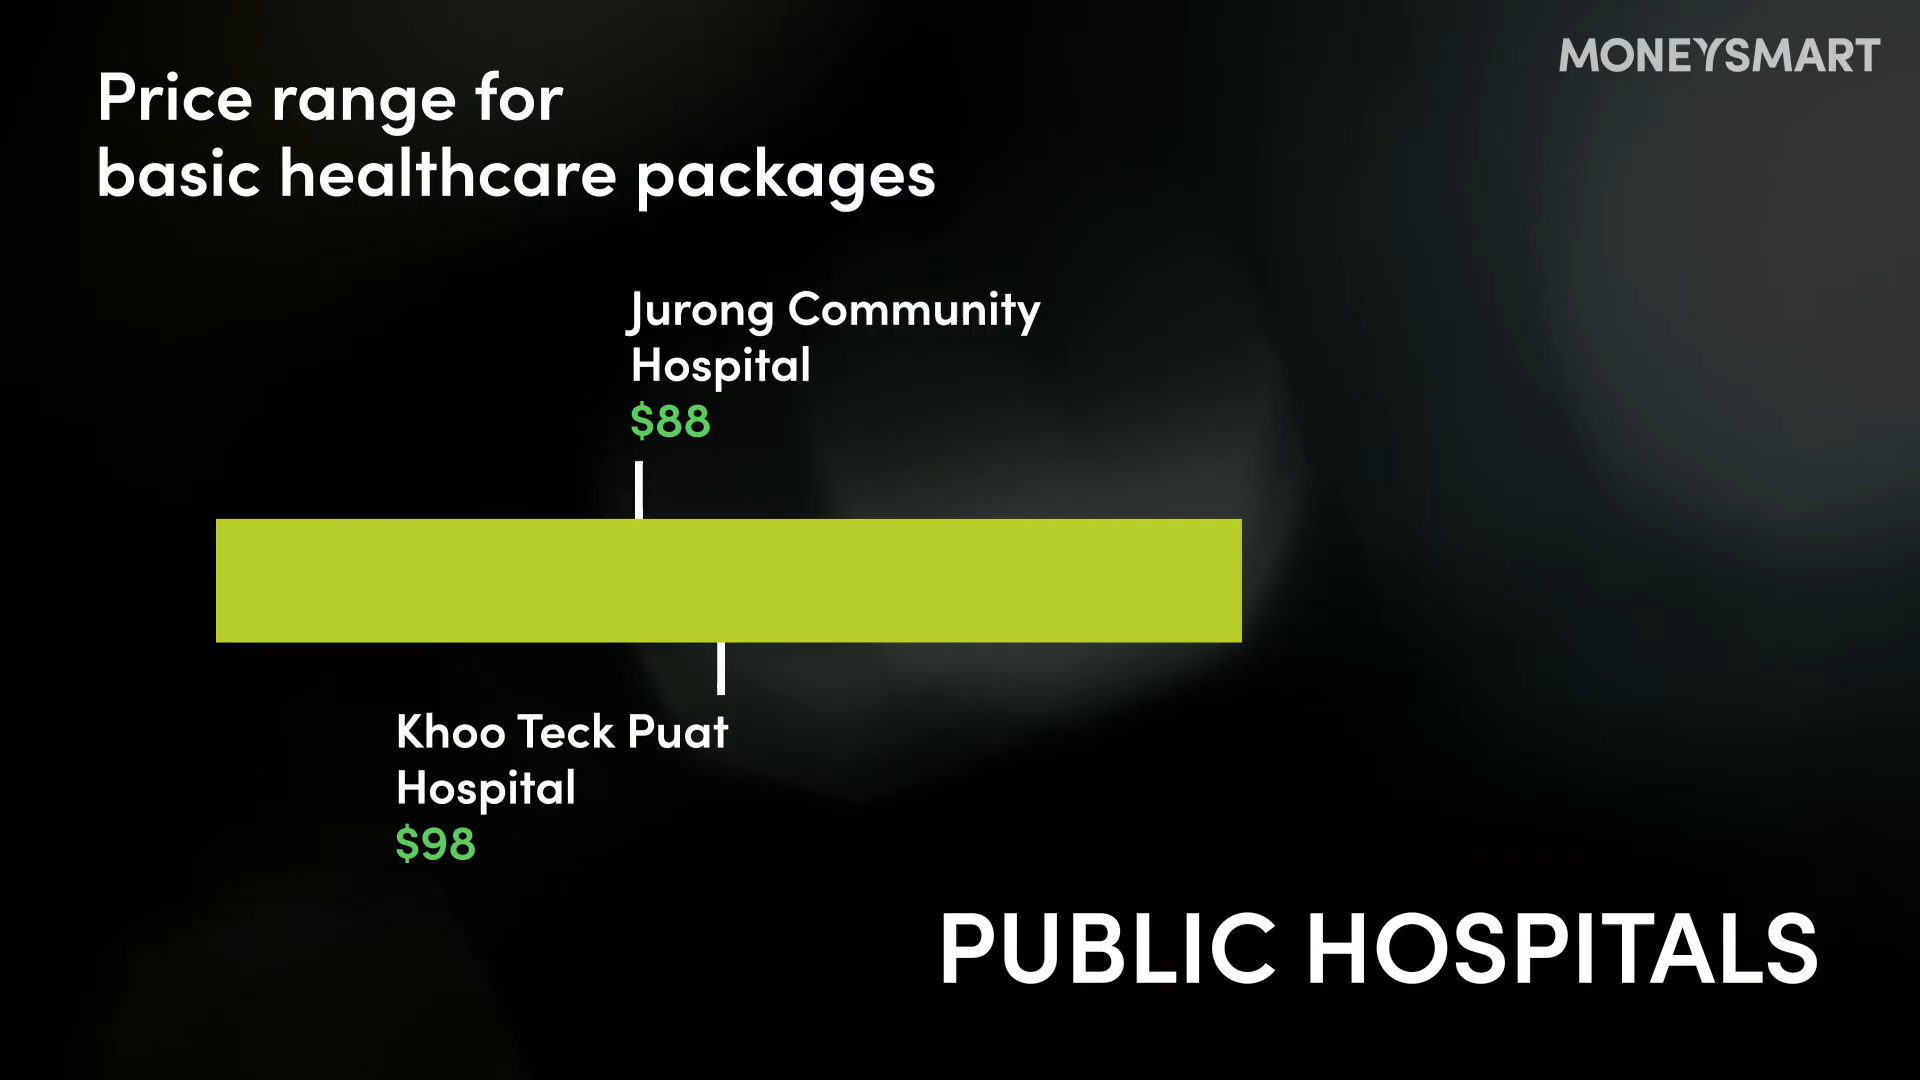 MONEYSMART
Price range for
basic healthcare packages
Jurong Community
Hospital
$88
Khoo Teck Puat
Hospital
$98
PUBLIC HOSPITALS